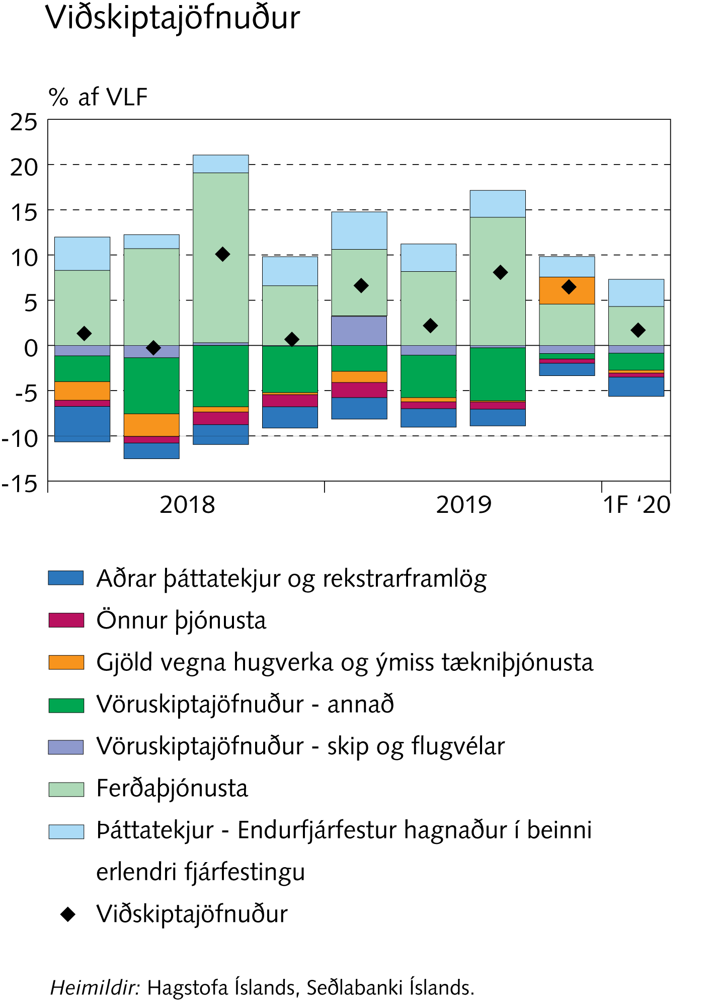 Viðskiptajöfnuður
% af VLF
25
20
15
10
5
0
-5
-10
-15
2018 2019 1F ‘20
Aðrar þáttatekjur og rekstrarframlög
Önnur þjónusta
Gjöld vegna hugverka og ýmiss tækniþjónusta
Vöruskiptajöfnuður - annað
Vöruskiptajöfnuður - skip og flugvélar
Ferðaþjónusta
Þáttatekjur - Endurfjárfestur hagnaður í beinni
erlendri fjárfestingu
Viðskiptajöfnuður
Heimildir: Hagstofa Íslands, Seðlabanki Íslands.